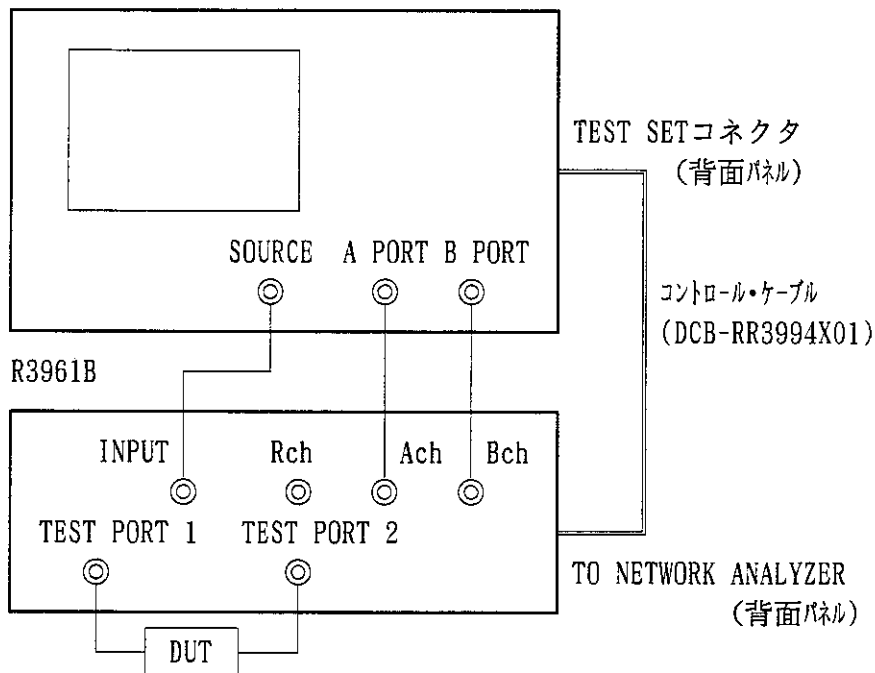 TEST SETコネクタ
(背面パネル)
SOURCE A PORT B PORT
コントロール・ケーブル
(DCB-RR3994X01)
R3961B
INPUT Rch Ach Bch
TEST PORT 1 TEST PORT 2
TO NETWORK ANALYZER
(背面パネル)
DUT